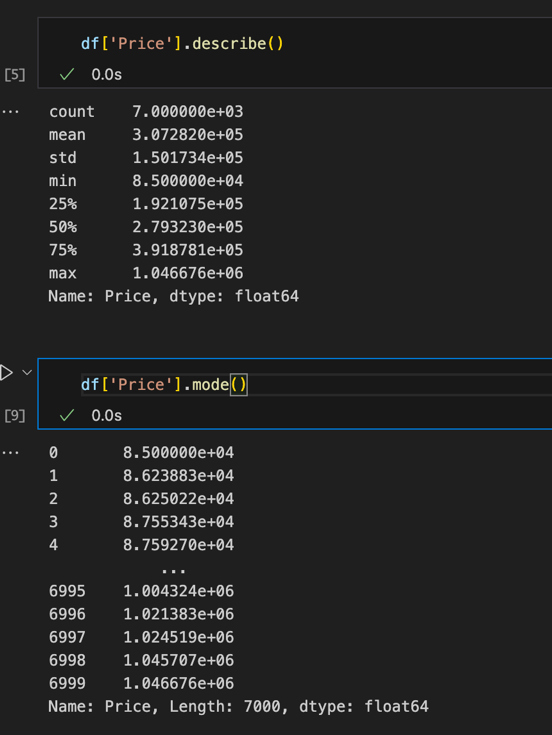 df['Price'].describe()
[5] ✓ 0.0s
... count 7.000000e+03
mean 3.072820e+05
std 1.501734e+05
min 8.500000e+04
25% 1.921075e+05
50% 2.793230e+05
75% 3.918781e+05
max 1.046676e+06
Name: Price, dtype: float64
df['Price'].mode()
[9] ✓ 0.0s
... 0 8.500000e+04
1 8.623883e+04
2 8.625022e+04
3 8.755343e+04
4 8.759270e+04
...
6995 1.004324e+06
6996 1.021383e+06
6997 1.024519e+06
6998 1.045707e+06
6999 1.046676e+06
Name: Price, Length: 7000, dtype: float64